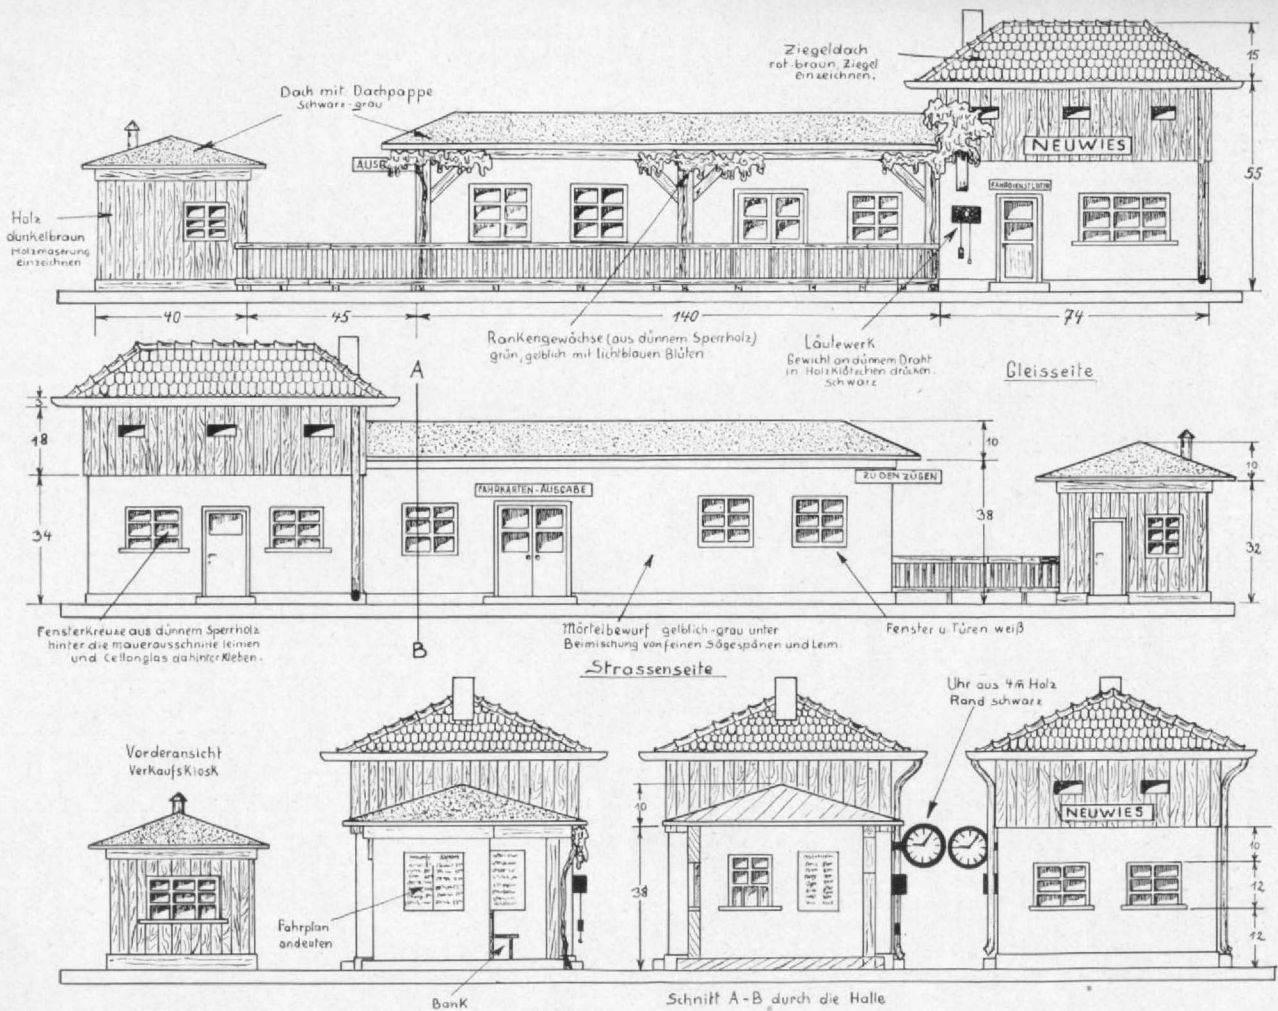 Ziegeldach
rot-braun, Ziegel
einzeichnen.
15
Dach mit Dachpappe
Schwarz-grau
NEUWIES
AUSG
55
FAHRDIENSTLEITER
Holz
dunkelbraun
Holzmaserung
einzeichnen
40
45
140
74
Rankengewächse (aus dünnem Sperrholz)
grün, gelblich mit lichtblauen Blüten
Läutewerk
Gewicht an dünnem Draht
in Holzklötzchen drücken.
Schwarz
Gleisseite
A
5
18
10
10
ZU DEN ZÜGEN
FAHRKARTEN-AUSGABE
34
38
32
Fensterkreuze aus dünnem Sperrholz
hinter die Mauerausschnitte leimen
und Cellonglas dahinter kleben.
B
Mörtelbewurf gelblich-grau unter
Beimischung von feinen Sägespänen und Leim.
Fenster u. Türen weiß
Strassenseite
Uhr aus 4m Holz
Rand schwarz
Vorderansicht
Verkaufskiosk
10
NEUWIES
10
38
12
12
Fahrplan
andeuten
Bank
Schnitt A-B durch die Halle